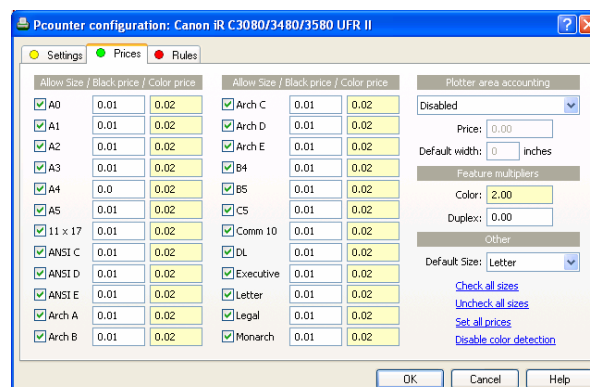 Pcounter configuration: Canon iR C3080/3480/3580 UFR II
Settings Prices Rules
Allow Size / Black price / Color price Allow Size / Black price / Color price Plotter area accounting
A0 0.01 0.02 Arch C 0.01 0.02 Disabled
A1 0.01 0.02 Arch D 0.01 0.02 Price: 0.00
A2 0.01 0.02 Arch E 0.01 0.02 Default width: 0 inches
A3 0.01 0.02 B4 0.01 0.02 Feature multipliers
A4 0.0 0.02 B5 0.01 0.02 Color: 2.00
A5 0.01 0.02 C5 0.01 0.02 Duplex: 0.00
11 x 17 0.01 0.02 Comm 10 0.01 0.02 Other
ANSI C 0.01 0.02 DL 0.01 0.02 Default Size: Letter
ANSI D 0.01 0.02 Executive 0.01 0.02 Check all sizes
ANSI E 0.01 0.02 Letter 0.01 0.02 Uncheck all sizes
Arch A 0.01 0.02 Legal 0.01 0.02 Set all prices
Arch B 0.01 0.02 Monarch 0.01 0.02 Disable color detection
OK Cancel Help